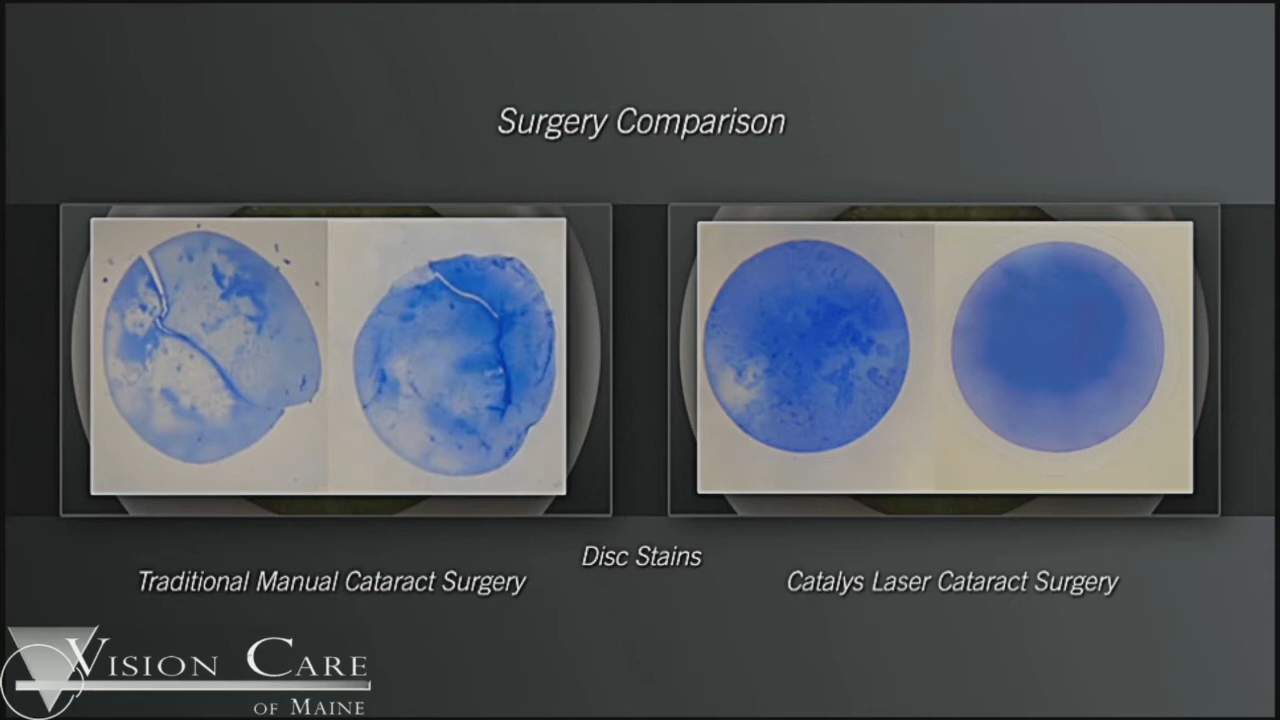 Surgery Comparison
Disc Stains
Traditional Manual Cataract Surgery
Catalys Laser Cataract Surgery
VISION CARE
OF MAINE